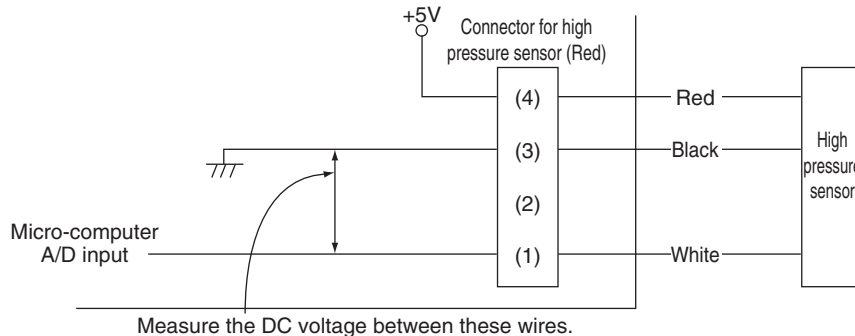 +5V
Connector for high
pressure sensor (Red)
(4)
Red
(3)
Black
High
pressure
sensor
(2)
Micro-computer
A/D input
(1)
White
Measure the DC voltage between these wires.